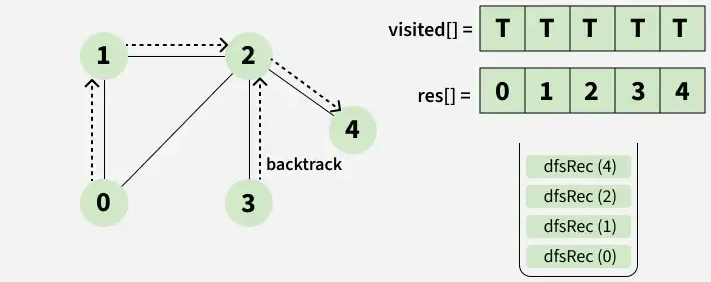 1
2
4
0
3
backtrack
visited[] = T T T T T
res[] = 0 1 2 3 4
dfsRec (4)
dfsRec (2)
dfsRec (1)
dfsRec (0)